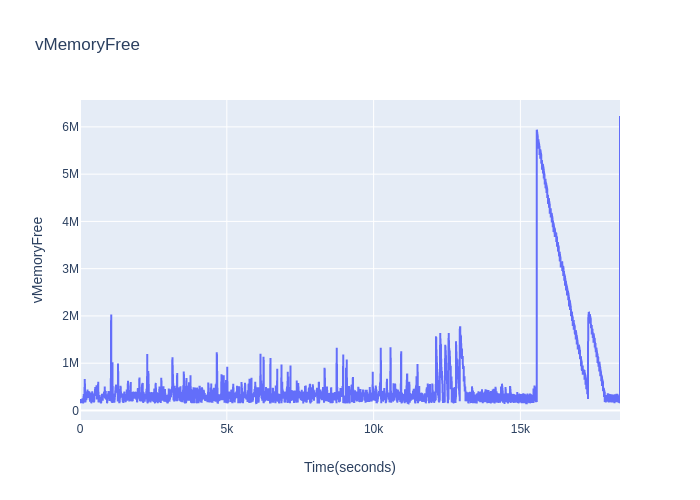 vMemoryFree
6M
5M
4M
3M
2M
1M
0
vMemoryFree
0
5k
10k
15k
Time(seconds)